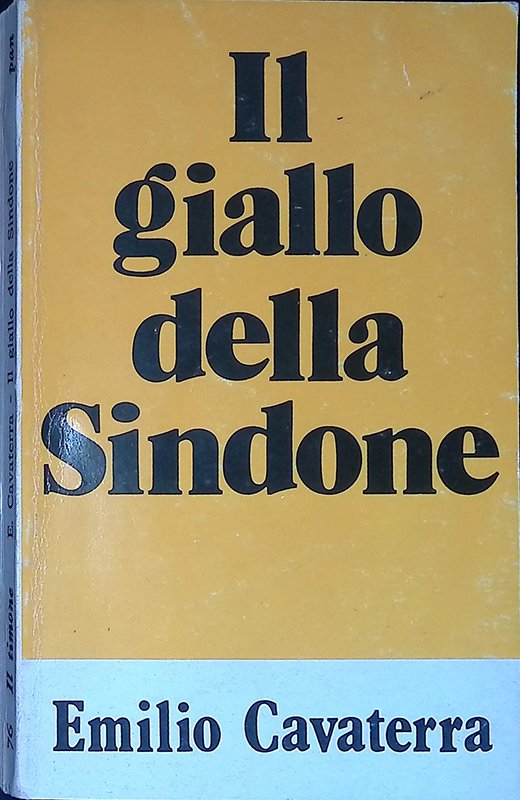 Il
giallo
della
Sindone
Emilio Cavaterra
76 Il timone E. Cavaterra - Il giallo della Sindone pan